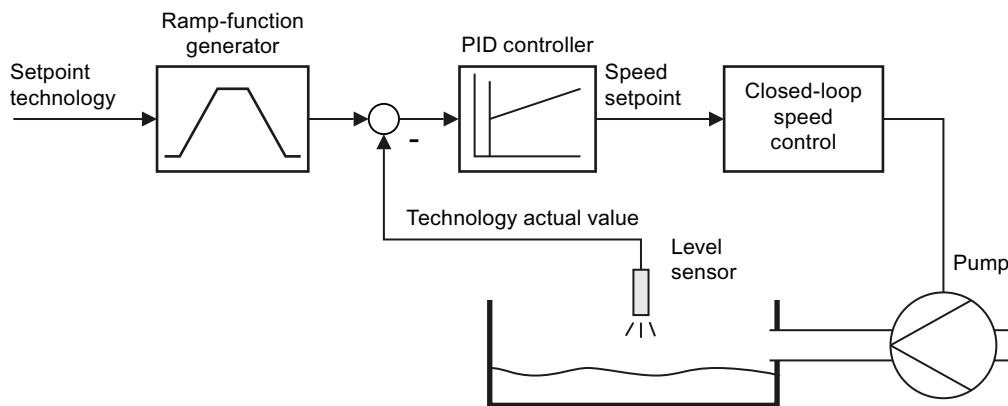 Ramp-function
generator
PID controller
Setpoint
technology
Speed
setpoint
Closed-loop
speed
control
-
Technology actual value
Level
sensor
Pump